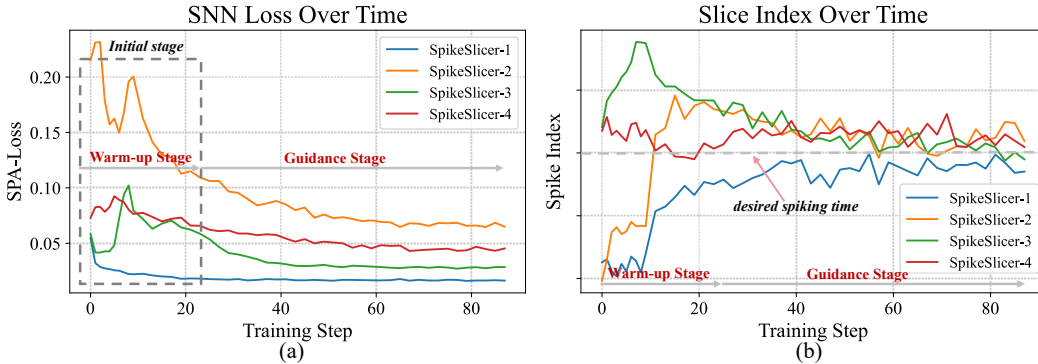 SNN Loss Over Time
SPA-Loss
0.20
0.15
0.10
0.05
Initial stage
SpikeSlicer-1
SpikeSlicer-2
SpikeSlicer-3
SpikeSlicer-4
Warm-up Stage
Guidance Stage
0
20
40
60
80
Training Step
(a)
Slice Index Over Time
Spike Index
desired spiking time
SpikeSlicer-1
SpikeSlicer-2
SpikeSlicer-3
SpikeSlicer-4
Warm-up Stage
Guidance Stage
0
20
40
60
80
Training Step
(b)